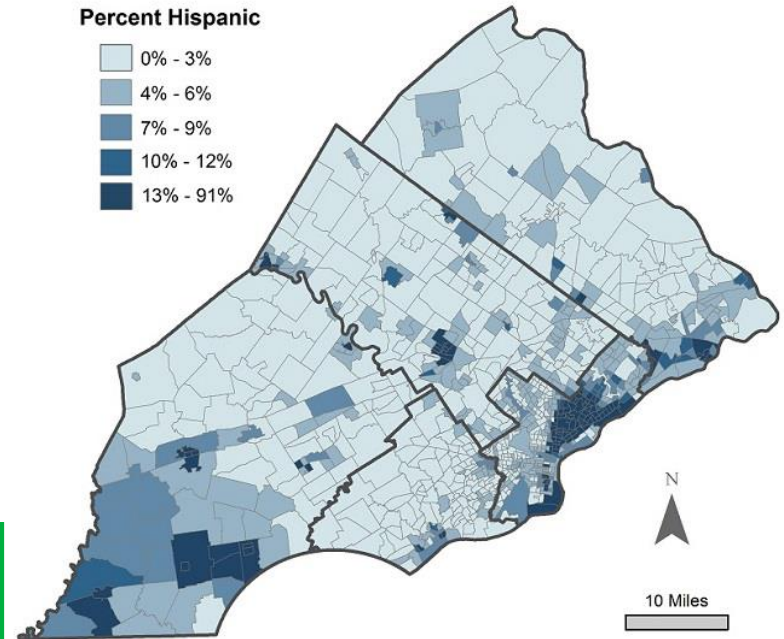 Percent Hispanic
0% - 3%
4% - 6%
7% - 9%
10% - 12%
13% - 91%
N
10 Miles